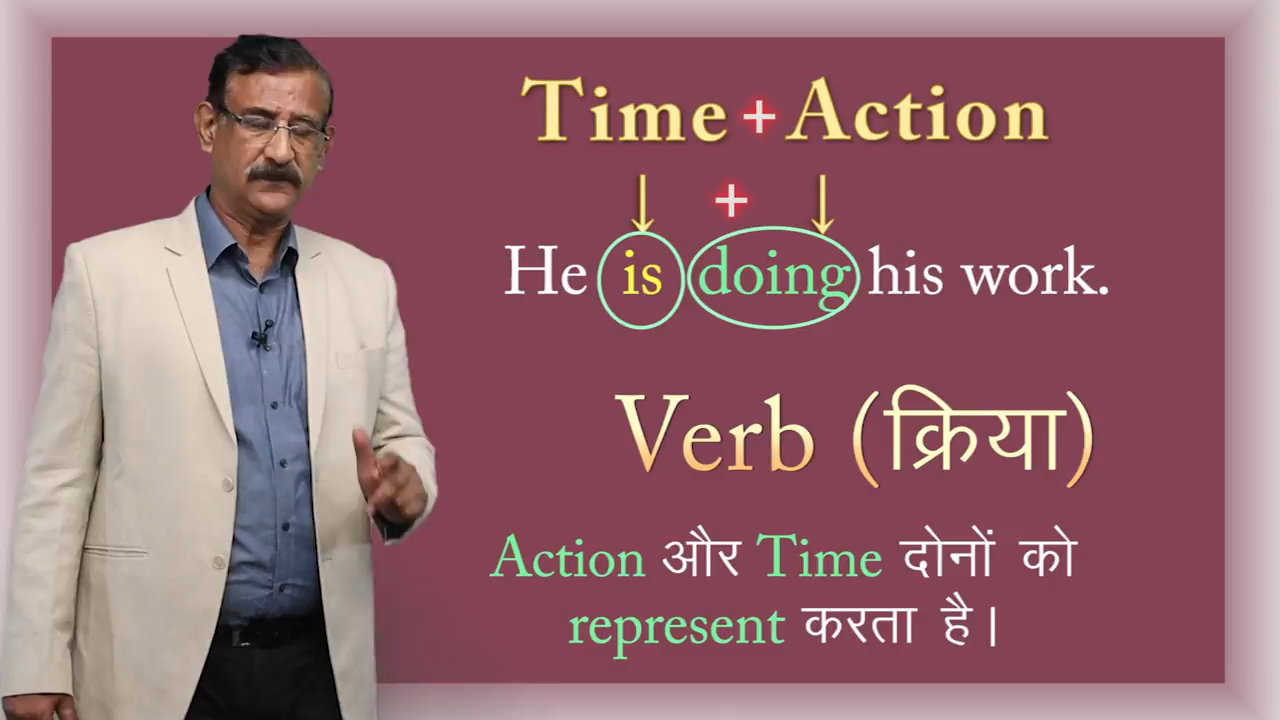 Time + Action
+
He is doing his work.
Verb (क्रिया)
Action और Time दोनों को
represent करता है।